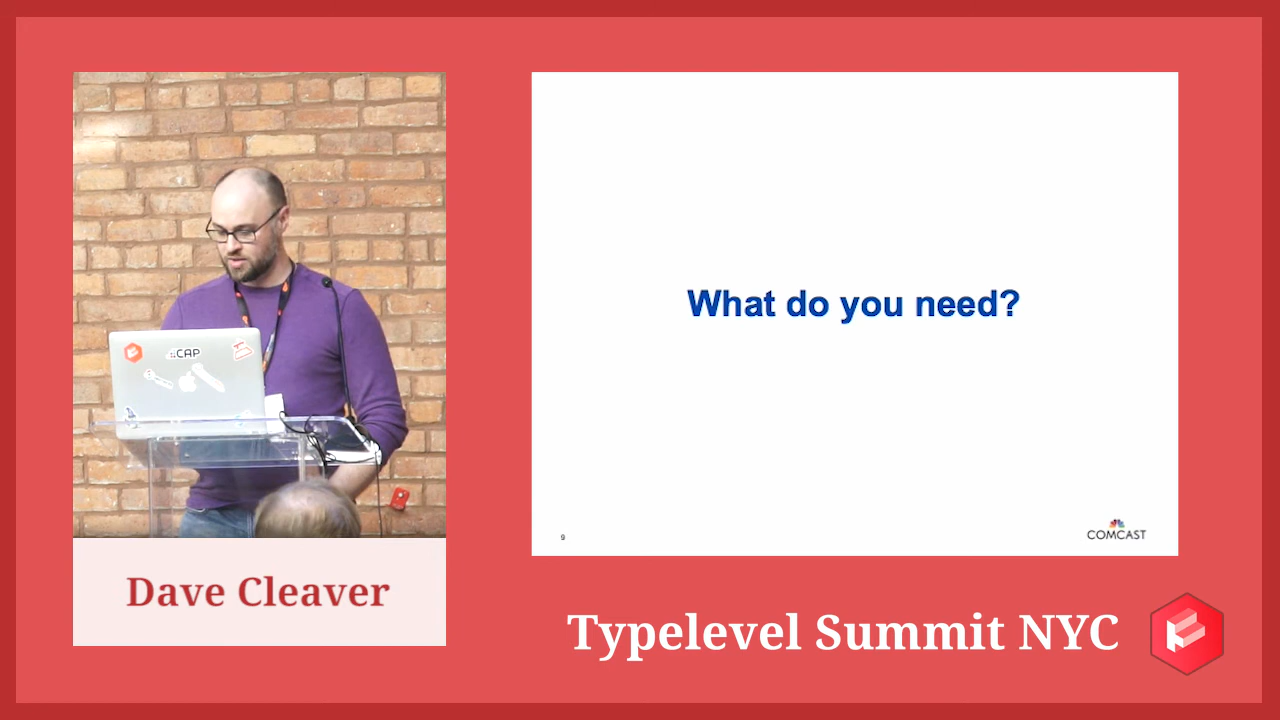 CAP
Dave Cleaver
What do you need?
9
COMCAST
Typelevel Summit NYC